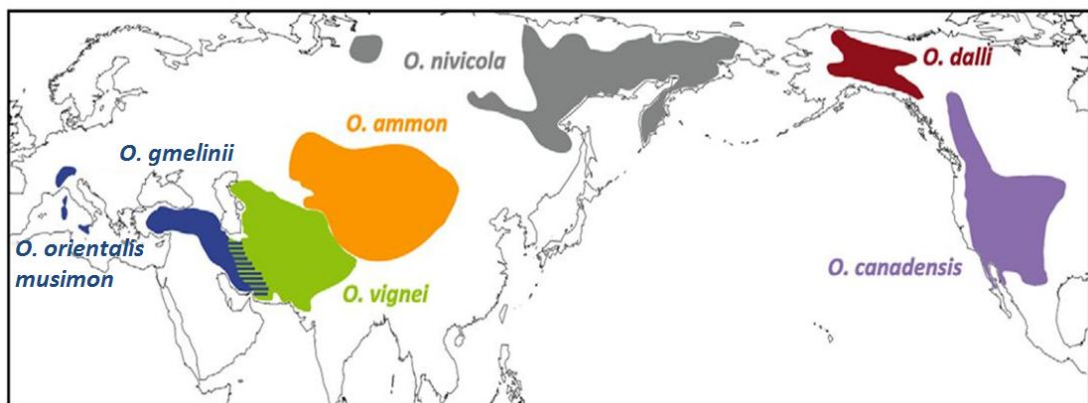 O. nivicola
O. dalli
O. ammon
O. gmelinii
O. orientalis
musimon
O. vignei
O. canadensis